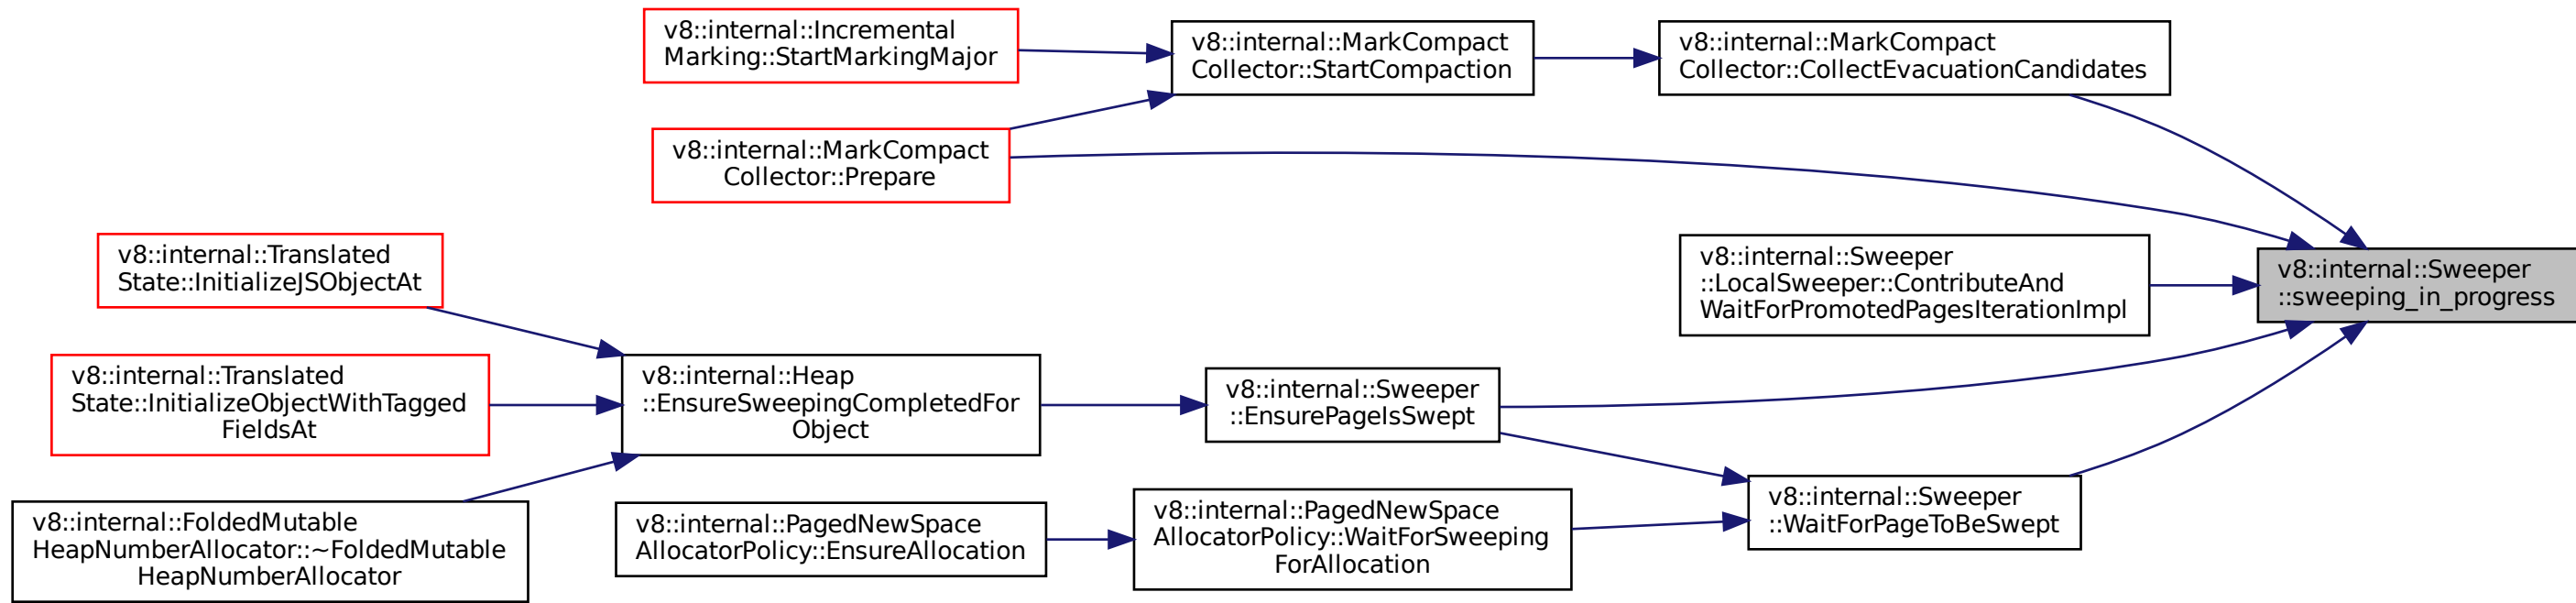 v8::internal::Incremental
Marking::StartMarkingMajor
v8::internal::MarkCompact
Collector::StartCompaction
v8::internal::MarkCompact
Collector::CollectEvacuationCandidates
v8::internal::MarkCompact
Collector::Prepare
v8::internal::Translated
State::InitializeJSObjectAt
v8::internal::Sweeper
::LocalSweeper::ContributeAnd
WaitForPromotedPagesIterationImpl
v8::internal::Sweeper
::sweeping_in_progress
v8::internal::Translated
State::InitializeObjectWithTagged
FieldsAt
v8::internal::Heap
::EnsureSweepingCompletedFor
Object
v8::internal::Sweeper
::EnsurePageIsSwept
v8::internal::FoldedMutable
HeapNumberAllocator::~FoldedMutable
HeapNumberAllocator
v8::internal::PagedNewSpace
AllocatorPolicy::EnsureAllocation
v8::internal::PagedNewSpace
AllocatorPolicy::WaitForSweeping
ForAllocation
v8::internal::Sweeper
::WaitForPageToBeSwept